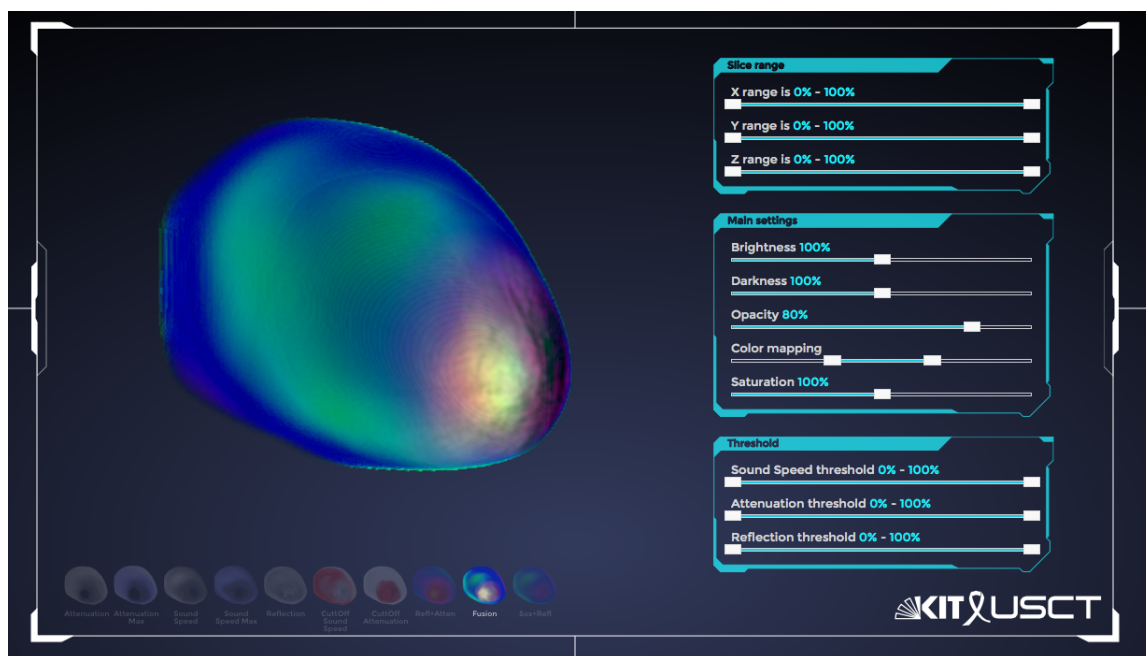 Slice range
X range is 0% - 100%
Y range is 0% - 100%
Z range is 0% - 100%
Main settings
Brightness 100%
Darkness 100%
Opacity 80%
Color mapping
Saturation 100%
Threshold
Sound Speed threshold 0% - 100%
Attenuation threshold 0% - 100%
Reflection threshold 0% - 100%
Attenuation
Attenuation
Max
Sound
Speed
Sound
Speed Max
Reflection
CuttOff
Sound
Speed
CuttOff
Attenuation
Refl+Atten
Fusion
Sos+Refl
KIT USCT